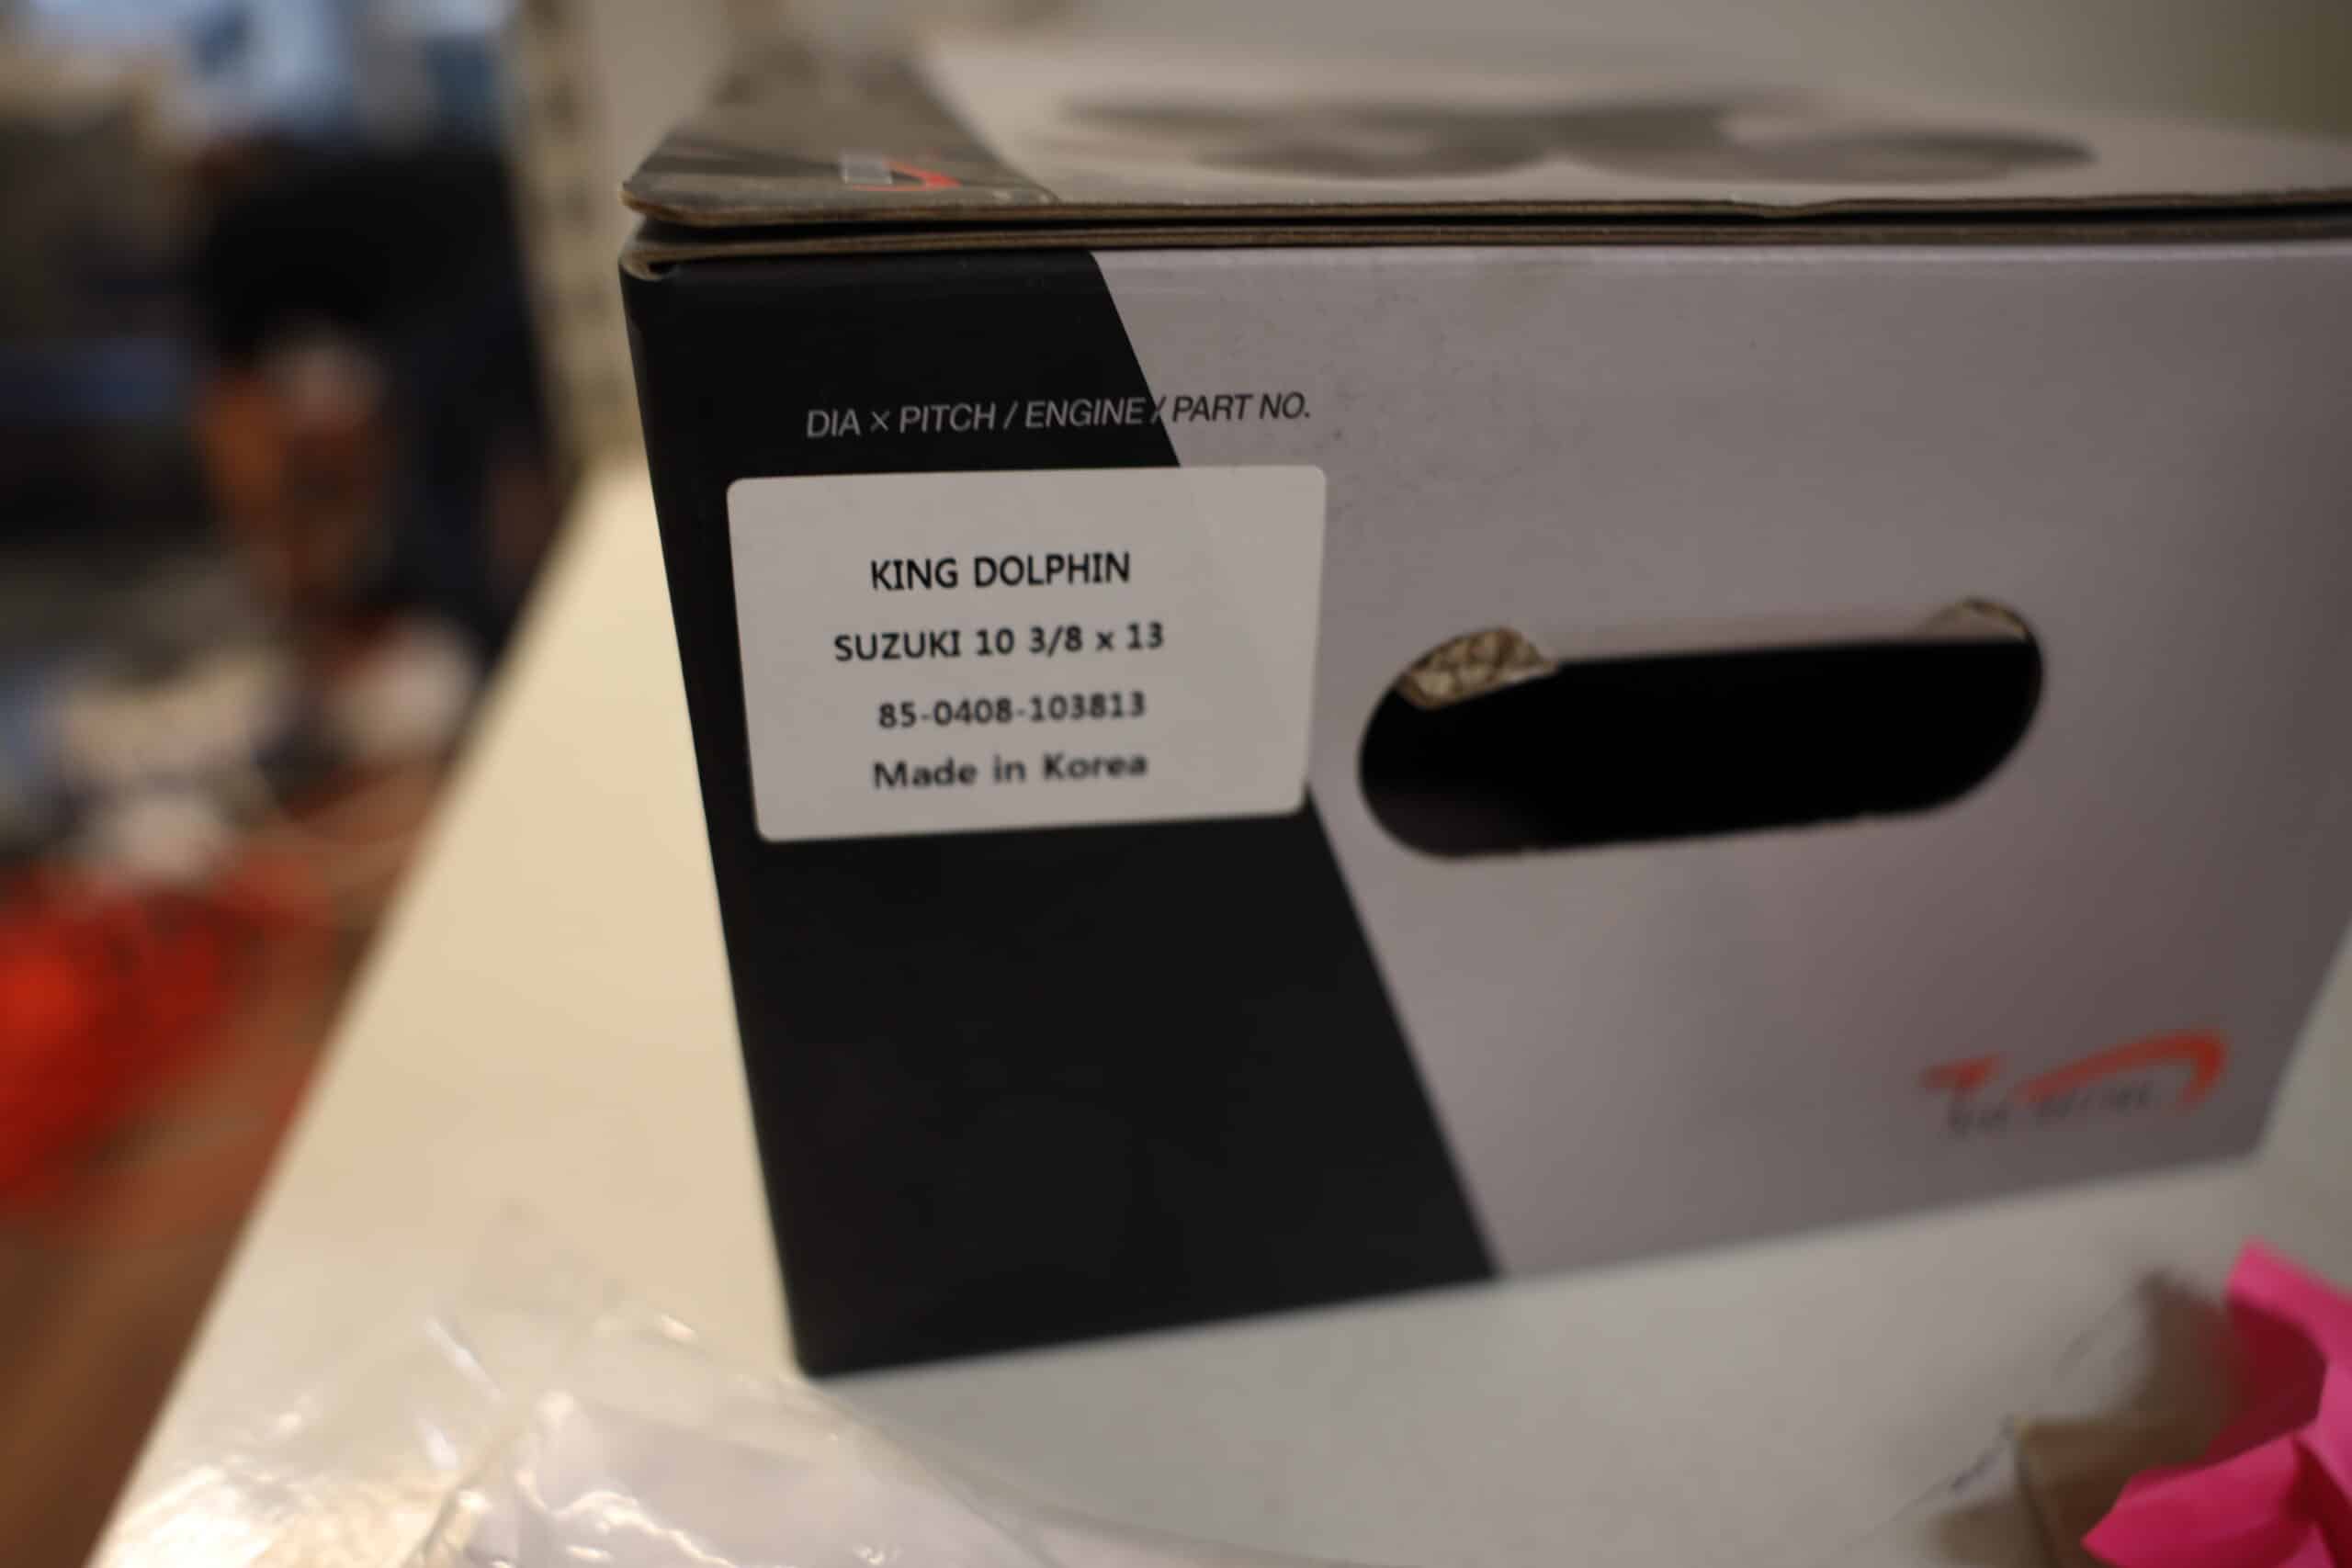 DIA × PITCH / ENGINE / PART NO.
KING DOLPHIN
SUZUKI 10 3/8 x 13
85-0408-103813
Made in Korea